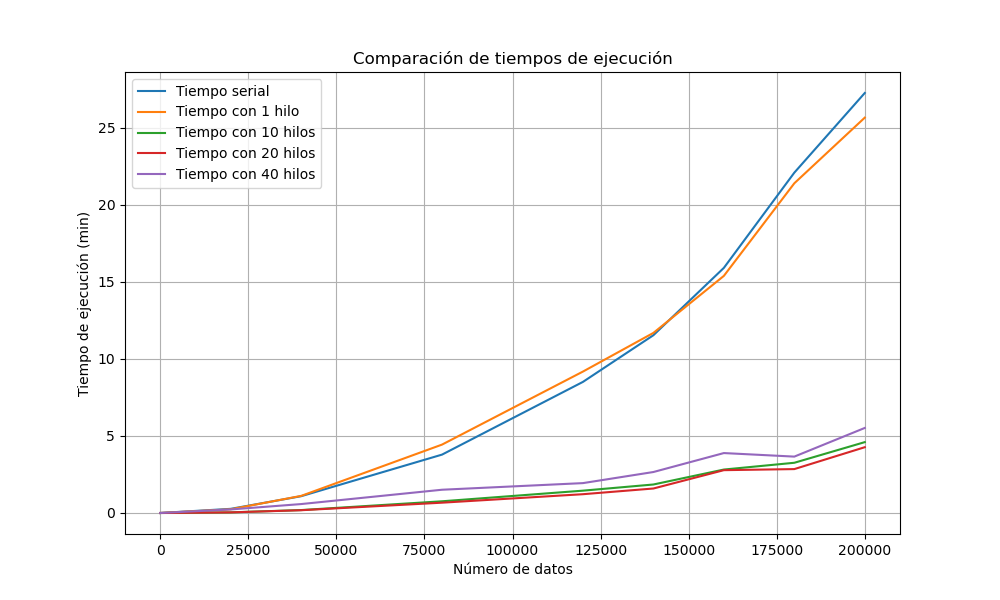 Comparación de tiempos de ejecución
Tiempo serial
Tiempo con 1 hilo
Tiempo con 10 hilos
Tiempo con 20 hilos
Tiempo con 40 hilos
Tiempo de ejecución (min)
25
20
15
10
5
0
0 25000 50000 75000 100000 125000 150000 175000 200000
Número de datos